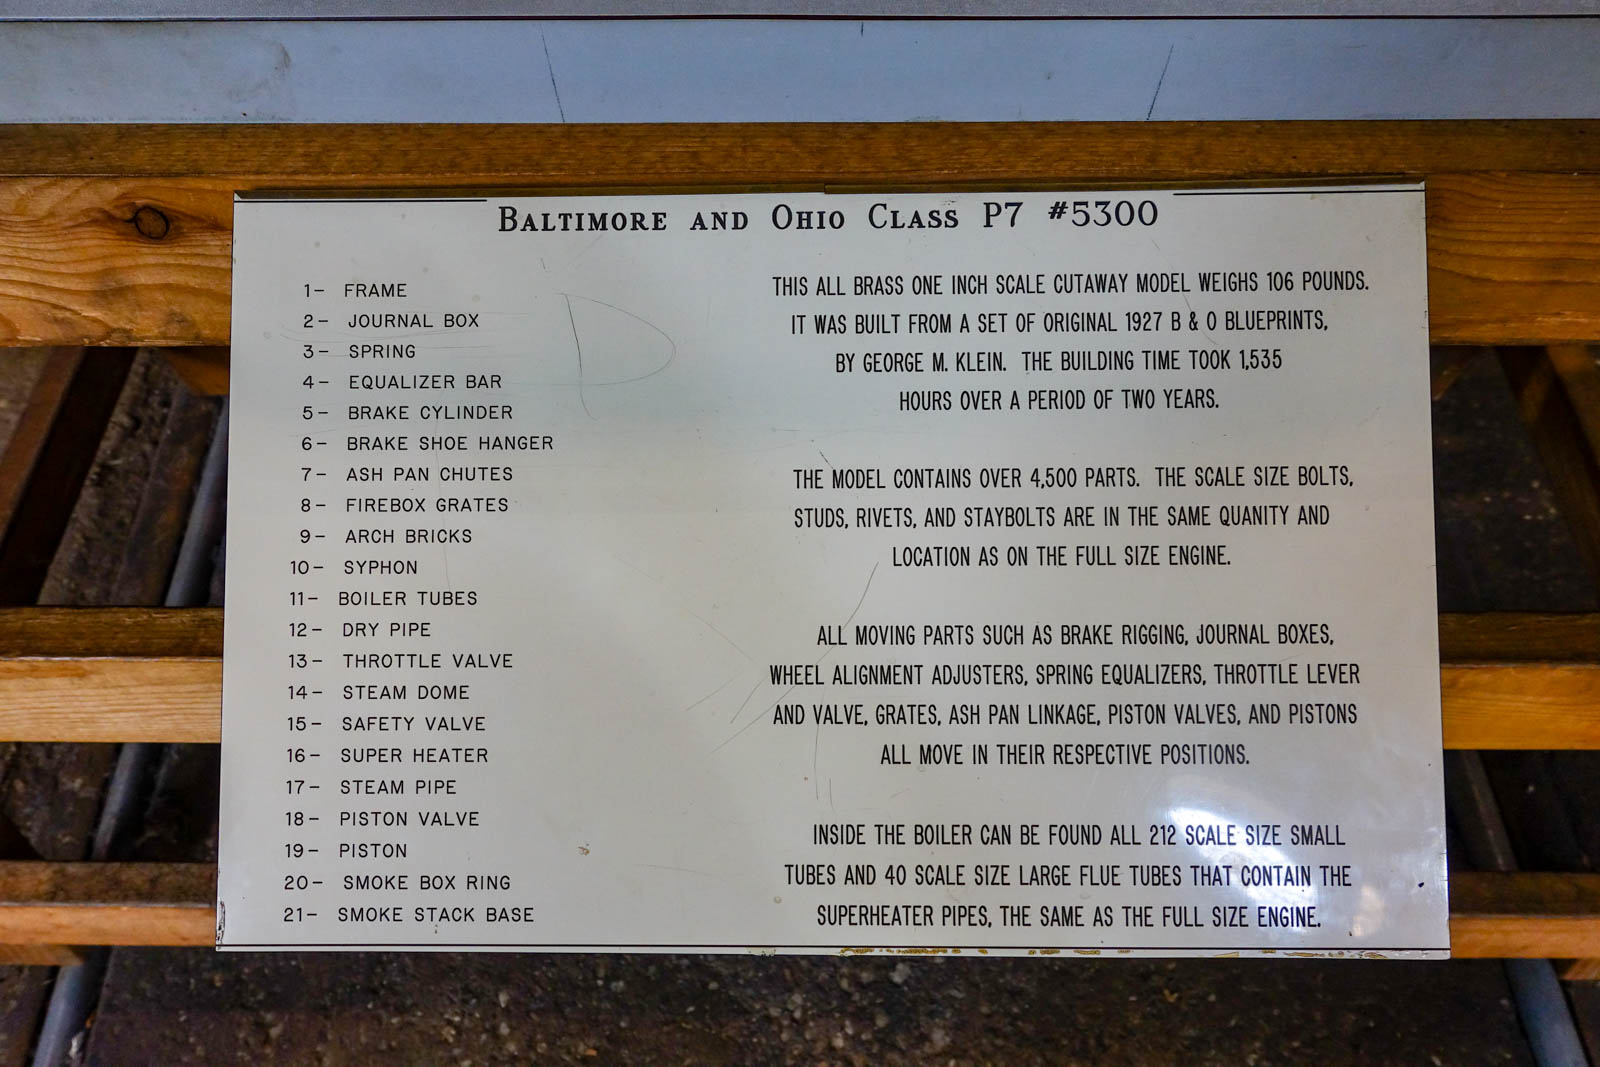 BALTIMORE AND OHIO CLASS P7 #5300
1- FRAME
2- JOURNAL BOX
3- SPRING
4- EQUALIZER BAR
5- BRAKE CYLINDER
6- BRAKE SHOE HANGER
7- ASH PAN CHUTES
8- FIREBOX GRATES
9- ARCH BRICKS
10- SYPHON
11- BOILER TUBES
12- DRY PIPE
13- THROTTLE VALVE
14- STEAM DOME
15- SAFETY VALVE
16- SUPER HEATER
17- STEAM PIPE
18- PISTON VALVE
19- PISTON
20- SMOKE BOX RING
21- SMOKE STACK BASE
THIS ALL BRASS ONE INCH SCALE CUTAWAY MODEL WEIGHS 106 POUNDS.
IT WAS BUILT FROM A SET OF ORIGINAL 1927 B & O BLUEPRINTS,
BY GEORGE M. KLEIN. THE BUILDING TIME TOOK 1,535
HOURS OVER A PERIOD OF TWO YEARS.
THE MODEL CONTAINS OVER 4,500 PARTS. THE SCALE SIZE BOLTS,
STUDS, RIVETS, AND STAYBOLTS ARE IN THE SAME QUANITY AND
LOCATION AS ON THE FULL SIZE ENGINE.
ALL MOVING PARTS SUCH AS BRAKE RIGGING, JOURNAL BOXES,
WHEEL ALIGNMENT ADJUSTERS, SPRING EQUALIZERS, THROTTLE LEVER
AND VALVE, GRATES, ASH PAN LINKAGE, PISTON VALVES, AND PISTONS
ALL MOVE IN THEIR RESPECTIVE POSITIONS.
INSIDE THE BOILER CAN BE FOUND ALL 212 SCALE SIZE SMALL
TUBES AND 40 SCALE SIZE LARGE FLUE TUBES THAT CONTAIN THE
SUPERHEATER PIPES, THE SAME AS THE FULL SIZE ENGINE.